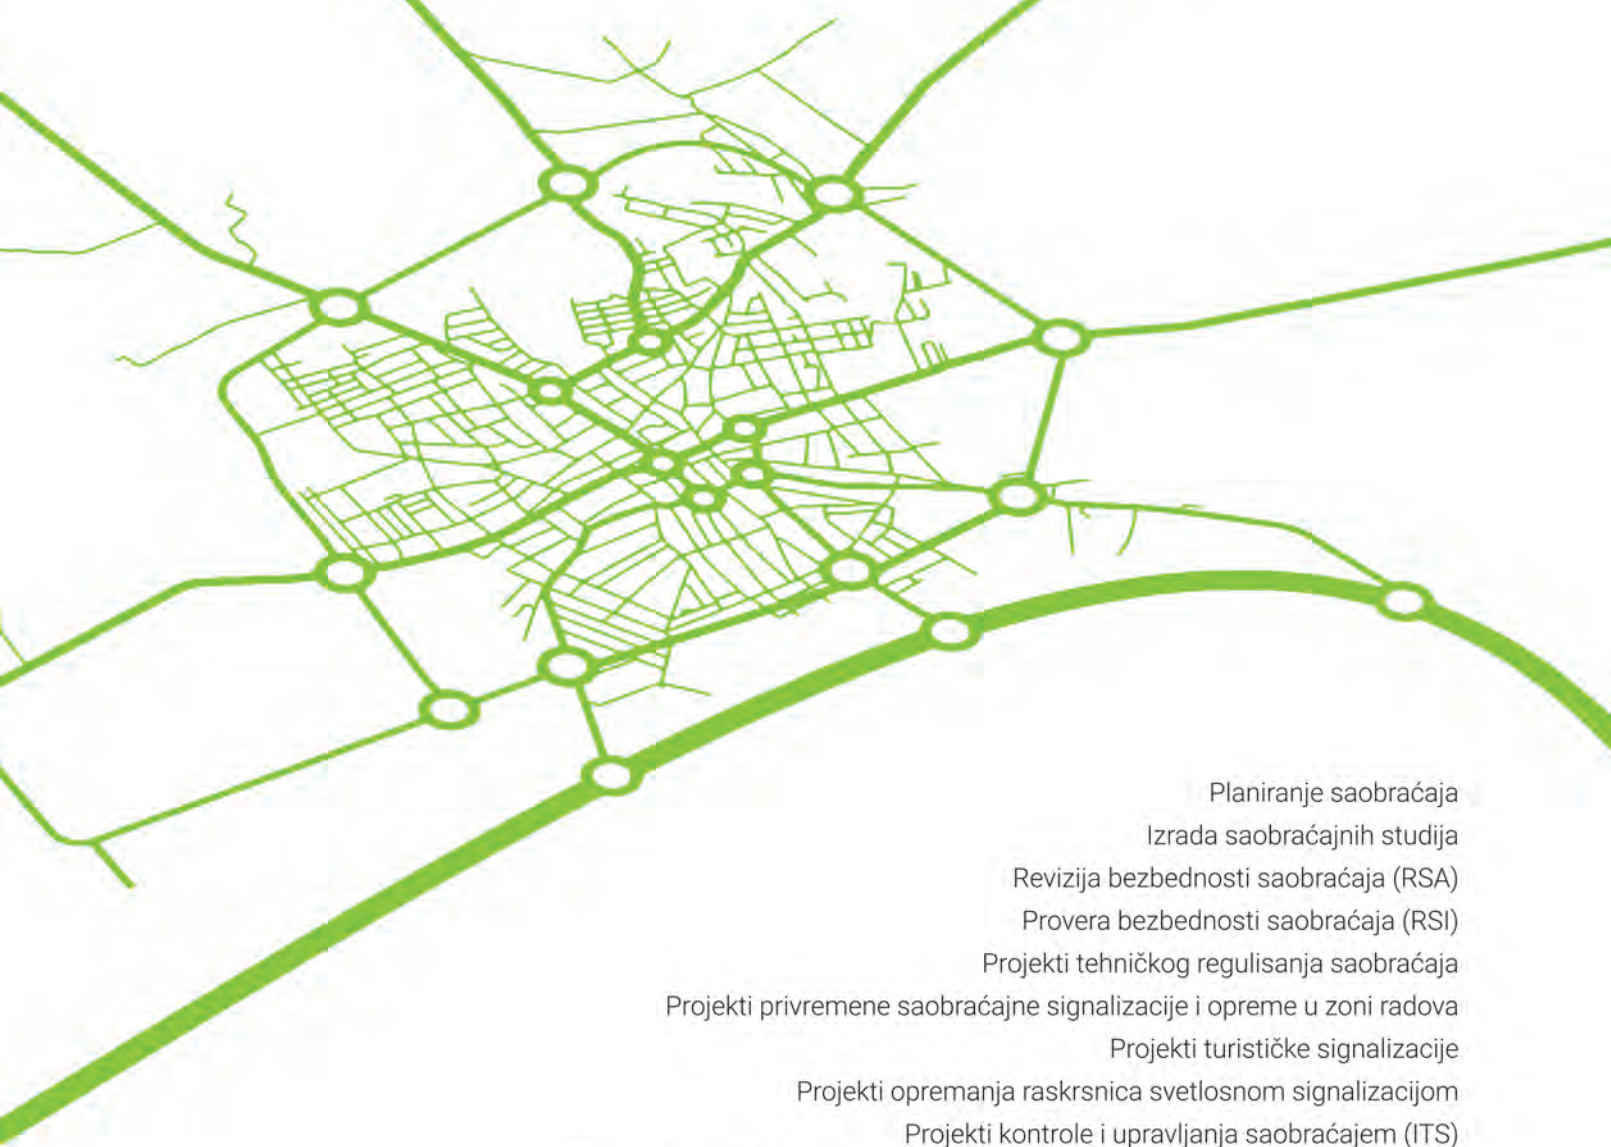 Planiranje saobraćaja
Izrada saobraćajnih studija
Revizija bezbednosti saobraćaja (RSA)
Provera bezbednosti saobraćaja (RSI)
Projekti tehničkog regulisanja saobraćaja
Projekti privremene saobraćajne signalizacije i opreme u zoni radova
Projekti turističke signalizacije
Projekti opremanja raskrsnica svetlosnom signalizacijom
Projekti kontrole i upravljanja saobraćajem (ITS)